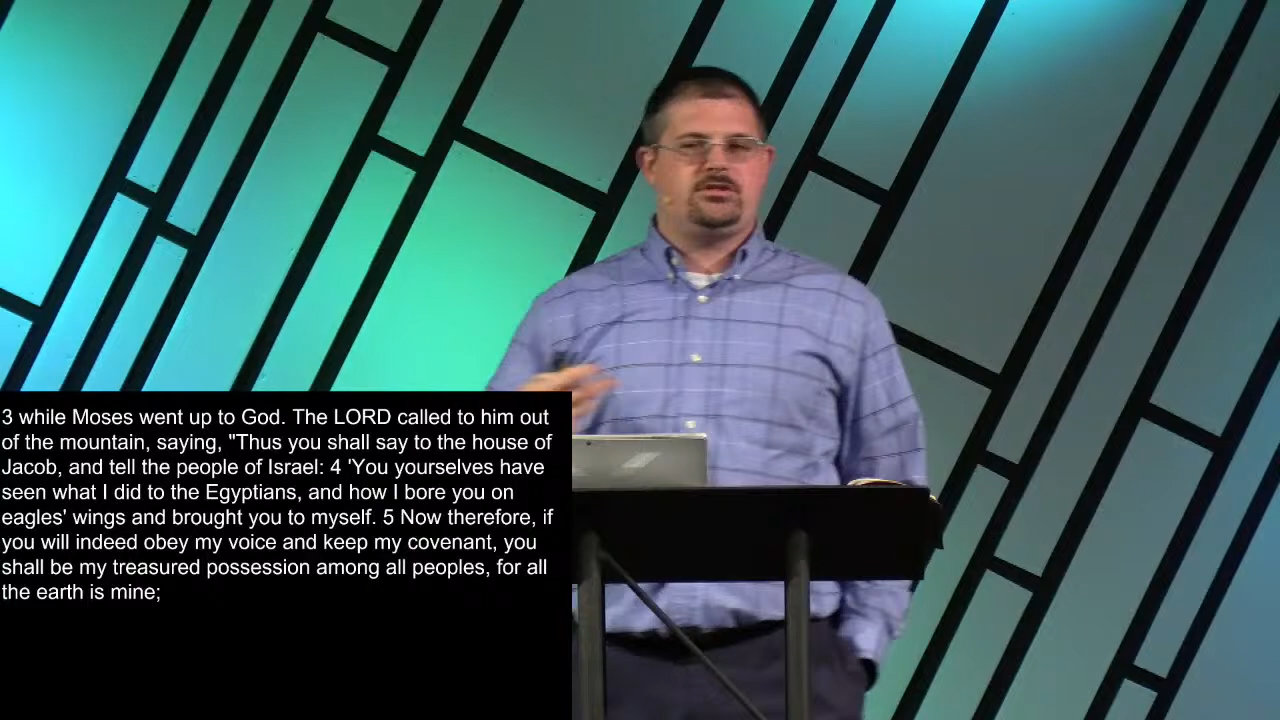 3 while Moses went up to God. The LORD called to him out
of the mountain, saying, "Thus you shall say to the house of
Jacob, and tell the people of Israel: 4 'You yourselves have
seen what I did to the Egyptians, and how I bore you on
eagles' wings and brought you to myself. 5 Now therefore, if
you will indeed obey my voice and keep my covenant, you
shall be my treasured possession among all peoples, for all
the earth is mine;